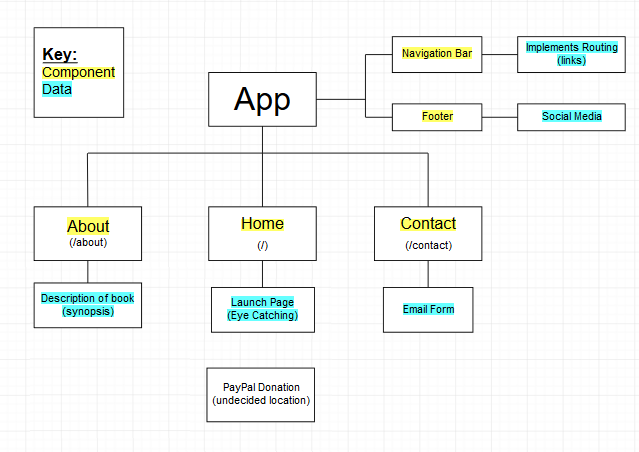 Key:
Component
Data
App
Navigation Bar
Implements Routing
(links)
Footer
Social Media
About
(/about)
Home
(/)
Contact
(/contact)
Description of book
(synopsis)
Launch Page
(Eye Catching)
Email Form
PayPal Donation
(undecided location)